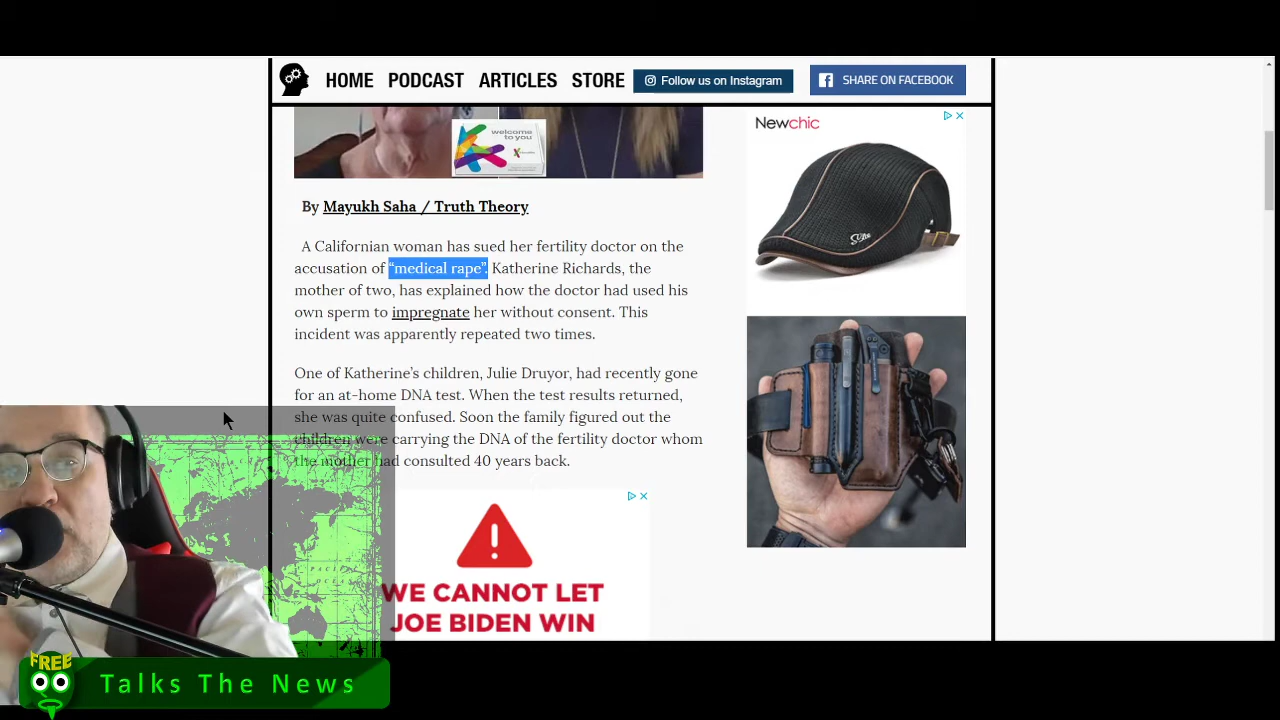 HOME PODCAST ARTICLES STORE Follow us on Instagram SHARE ON FACEBOOK
welcome
to you
Newchic
By Mayukh Saha / Truth Theory
A Californian woman has sued her fertility doctor on the
accusation of “medical rape”. Katherine Richards, the
mother of two, has explained how the doctor had used his
own sperm to impregnate her without consent. This
incident was apparently repeated two times.
One of Katherine’s children, Julie Druyor, had recently gone
for an at-home DNA test. When the test results returned,
she was quite confused. Soon the family figured out the
children were carrying the DNA of the fertility doctor whom
the mother had consulted 40 years back.
WE CANNOT LET
JOE BIDEN WIN
PACIFIC
FREE
Talks The News